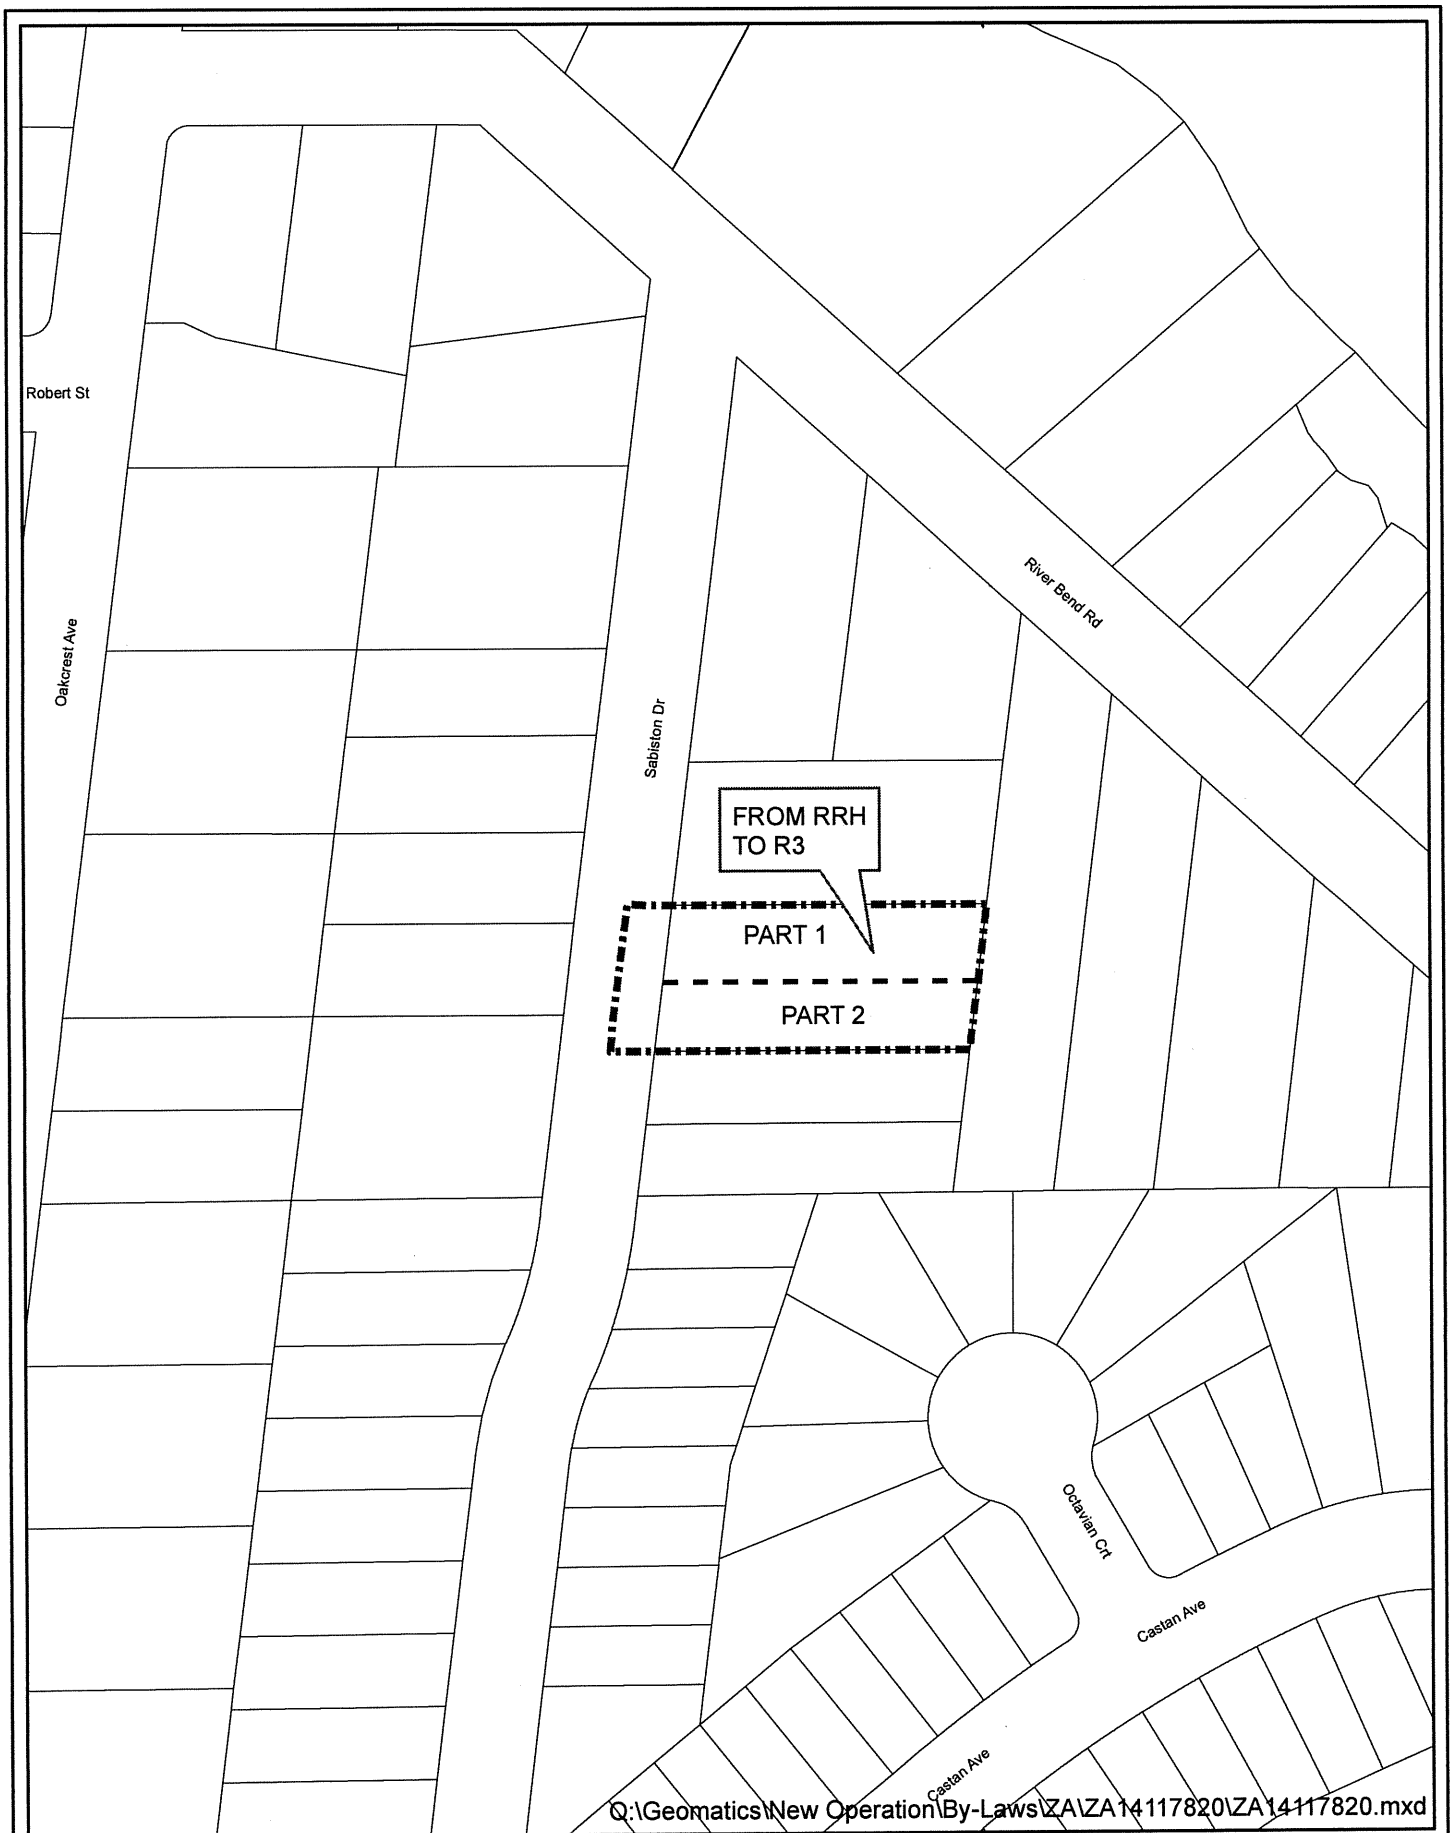 Robert St
Oakcrest Ave
River Bend Rd
Sabiston Dr
FROM RRH
TO R3
PART 1
PART 2
Octavian Crt
Castan Ave
Castan Ave
Q:\Geomatics\New Operation\By-Laws\ZA\ZA14117820\ZA14117820.mxd